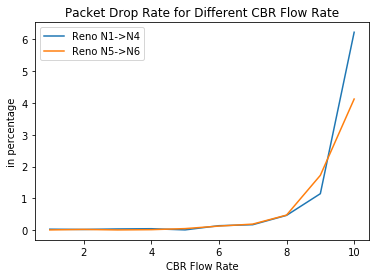 Packet Drop Rate for Different CBR Flow Rate
Reno N1->N4
Reno N5->N6
in percentage
6
5
4
3
2
1
0
2
4
6
8
10
CBR Flow Rate